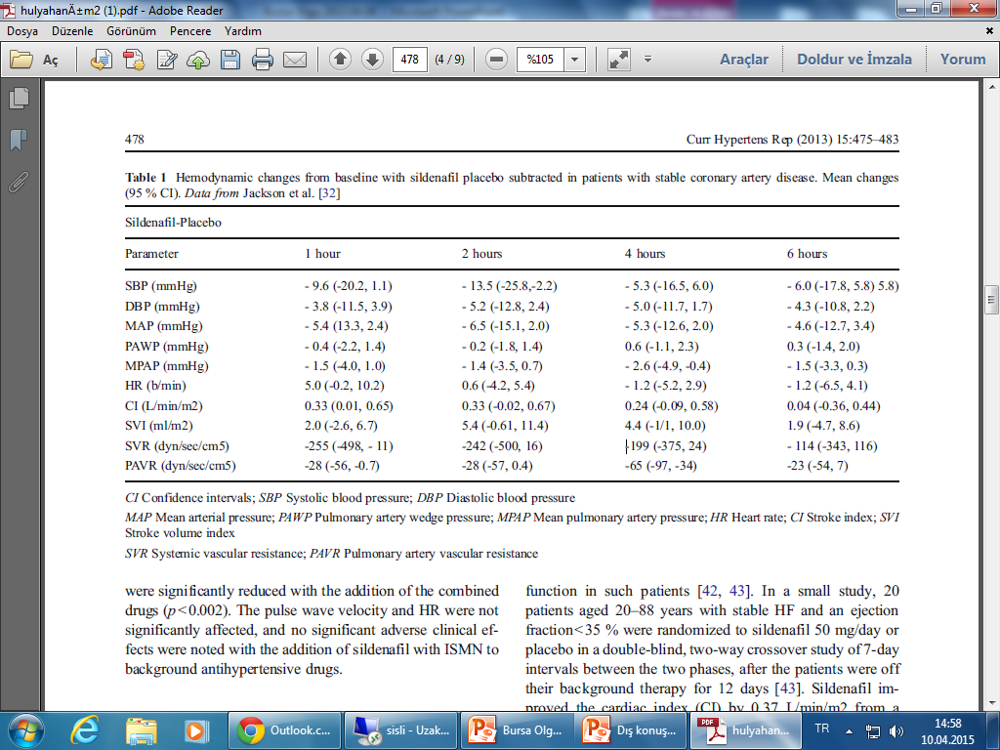 hulyahanÄ±m2 (1).pdf - Adobe Reader
Dosya Düzenle Görünüm Pencere Yardım
Aç 478 (4 / 9) %105 Araçlar Doldur ve İmzala Yorum
478 Curr Hypertens Rep (2013) 15:475–483
Table 1 Hemodynamic changes from baseline with sildenafil placebo subtracted in patients with stable coronary artery disease. Mean changes
(95 % CI). Data from Jackson et al. [32]
Sildenafil-Placebo
Parameter 1 hour 2 hours 4 hours 6 hours
SBP (mmHg) - 9.6 (-20.2, 1.1) - 13.5 (-25.8,-2.2) - 5.3 (-16.5, 6.0) - 6.0 (-17.8, 5.8) 5.8)
DBP (mmHg) - 3.8 (-11.5, 3.9) - 5.2 (-12.8, 2.4) - 5.0 (-11.7, 1.7) - 4.3 (-10.8, 2.2)
MAP (mmHg) - 5.4 (13.3, 2.4) - 6.5 (-15.1, 2.0) - 5.3 (-12.6, 2.0) - 4.6 (-12.7, 3.4)
PAWP (mmHg) - 0.4 (-2.2, 1.4) - 0.2 (-1.8, 1.4) 0.6 (-1.1, 2.3) 0.3 (-1.4, 2.0)
MPAP (mmHg) - 1.5 (-4.0, 1.0) - 1.4 (-3.5, 0.7) - 2.6 (-4.9, -0.4) - 1.5 (-3.3, 0.3)
HR (b/min) 5.0 (-0.2, 10.2) 0.6 (-4.2, 5.4) - 1.2 (-5.2, 2.9) - 1.2 (-6.5, 4.1)
CI (L/min/m2) 0.33 (0.01, 0.65) 0.33 (-0.02, 0.67) 0.24 (-0.09, 0.58) 0.04 (-0.36, 0.44)
SVI (ml/m2) 2.0 (-2.6, 6.7) 5.4 (-0.61, 11.4) 4.4 (-1/1, 10.0) 1.9 (-4.7, 8.6)
SVR (dyn/sec/cm5) -255 (-498, - 11) -242 (-500, 16) -199 (-375, 24) - 114 (-343, 116)
PAVR (dyn/sec/cm5) -28 (-56, -0.7) -28 (-57, 0.4) -65 (-97, -34) -23 (-54, 7)
CI Confidence intervals; SBP Systolic blood pressure; DBP Diastolic blood pressure
MAP Mean arterial pressure; PAWP Pulmonary artery wedge pressure; MPAP Mean pulmonary artery pressure; HR Heart rate; CI Stroke index; SVI
Stroke volume index
SVR Systemic vascular resistance; PAVR Pulmonary artery vascular resistance
were significantly reduced with the addition of the combined
drugs (p<0.002). The pulse wave velocity and HR were not
significantly affected, and no significant adverse clinical ef-
fects were noted with the addition of sildenafil with ISMN to
background antihypertensive drugs.
function in such patients [42, 43]. In a small study, 20
patients aged 20–88 years with stable HF and an ejection
fraction<35 % were randomized to sildenafil 50 mg/day or
placebo in a double-blind, two-way crossover study of 7-day
intervals between the two phases, after the patients were off
their background therapy for 12 days [43]. Sildenafil im-
proved the cardiac index (CI) by 0.37 L/min/m2 from a
Outlook.c... sisli - Uzak... Bursa Olg... Dış konuş... PDF hulyahan... TR 14:58
10.04.2015